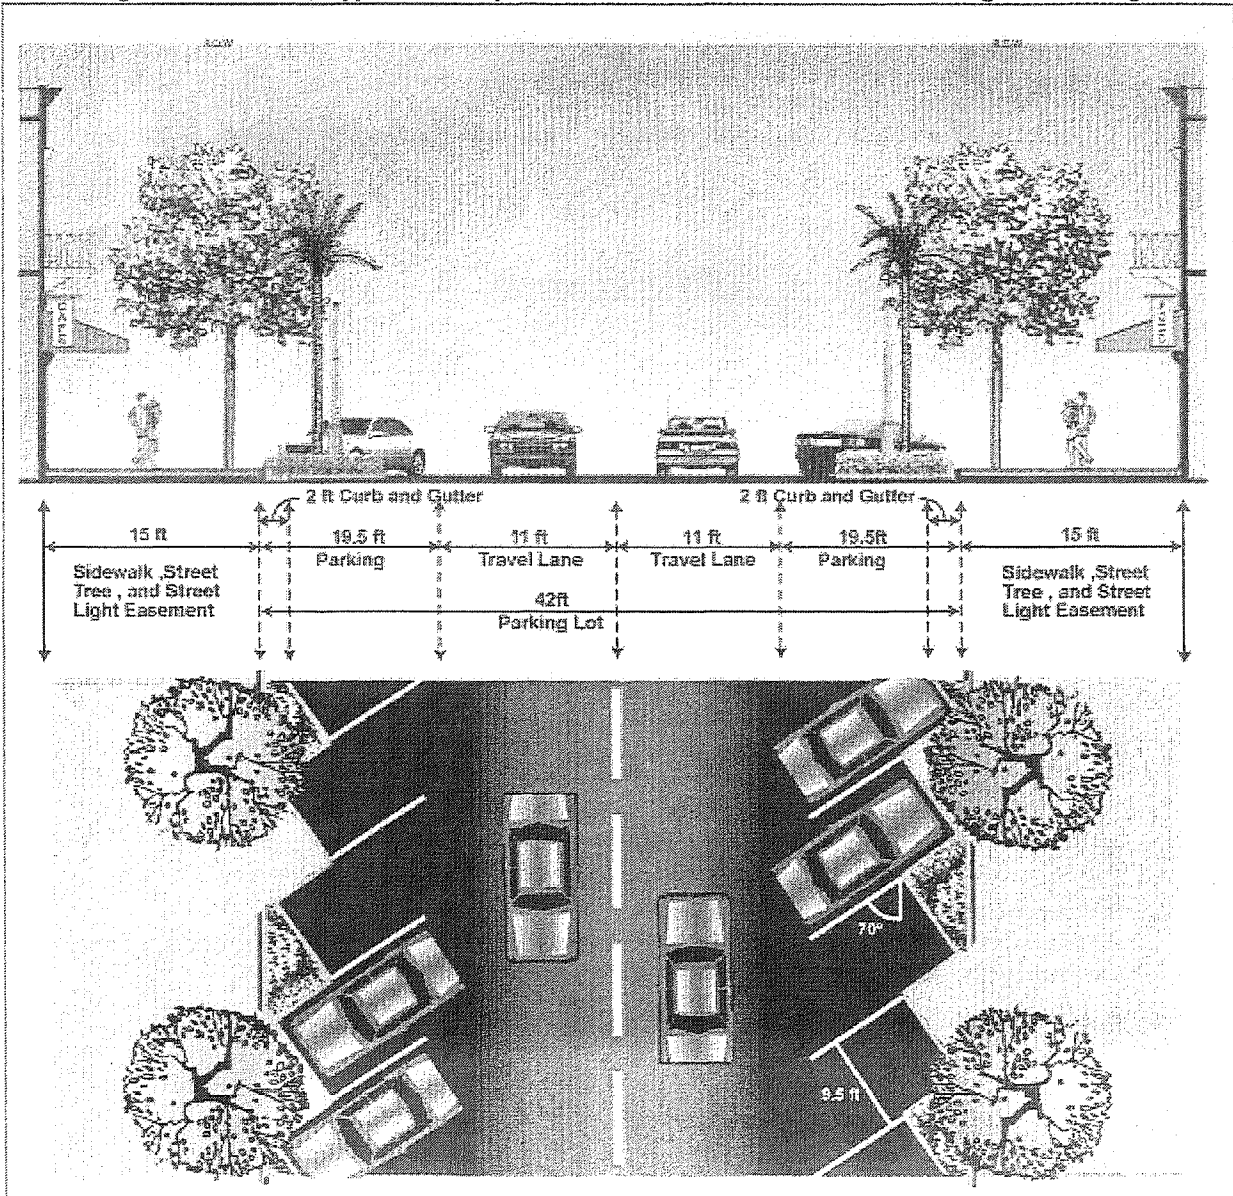 R.O.W
R.O.W
2 ft Curb and Gutter
2 ft Curb and Gutter
15 ft
19.5 ft
11 ft
11 ft
19.5ft
15 ft
Parking
Travel Lane
Travel Lane
Parking
Sidewalk ,Street
Tree , and Street
Light Easement
Sidewalk ,Street
Tree , and Street
Light Easement
42ft
Parking Lot
70°
9.5 ft